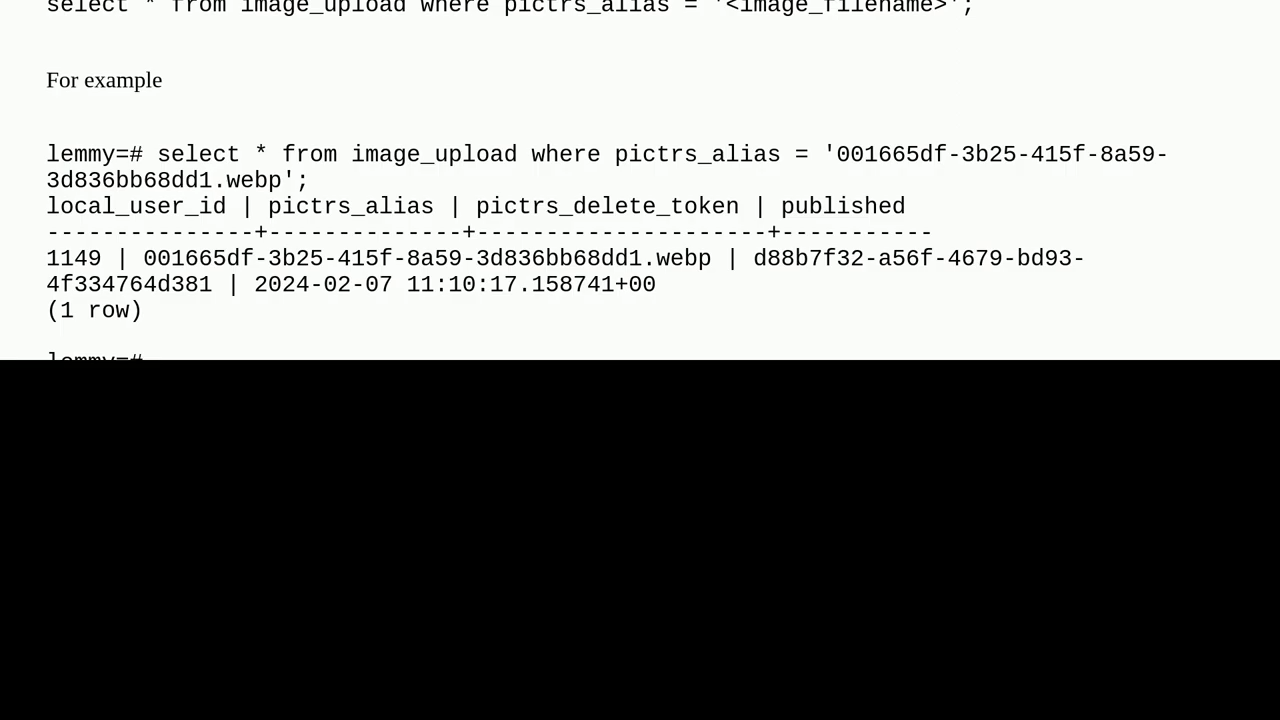 select * from image_upload where pictrs_alias = '<image_filename>';
For example
lemmy=# select * from image_upload where pictrs_alias = '001665df-3b25-415f-8a59-
3d836bb68dd1.webp';
local_user_id | pictrs_alias | pictrs_delete_token | published
---------------+--------------+---------------------+-----------
1149 | 001665df-3b25-415f-8a59-3d836bb68dd1.webp | d88b7f32-a56f-4679-bd93-
4f334764d381 | 2024-02-07 11:10:17.158741+00
(1 row)
lemmy=#